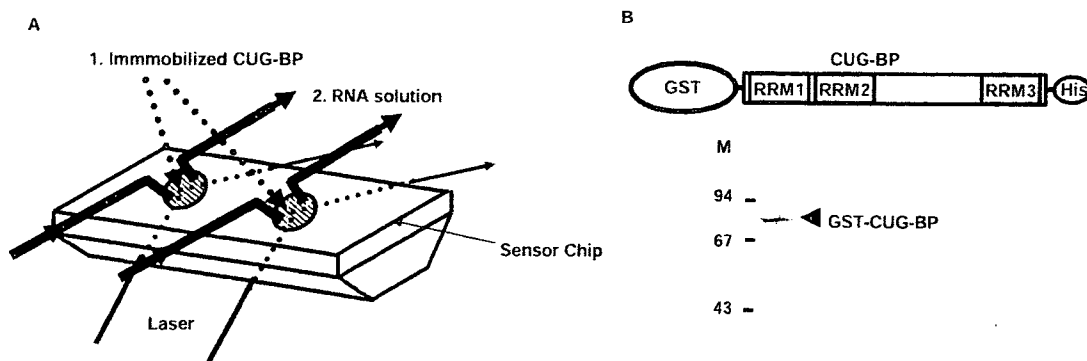 A
1. Immmobilized CUG-BP
2. RNA solution
Sensor Chip
Laser
B
CUG-BP
GST
RRM1
RRM2
RRM3
His
M
94
GST-CUG-BP
67
43